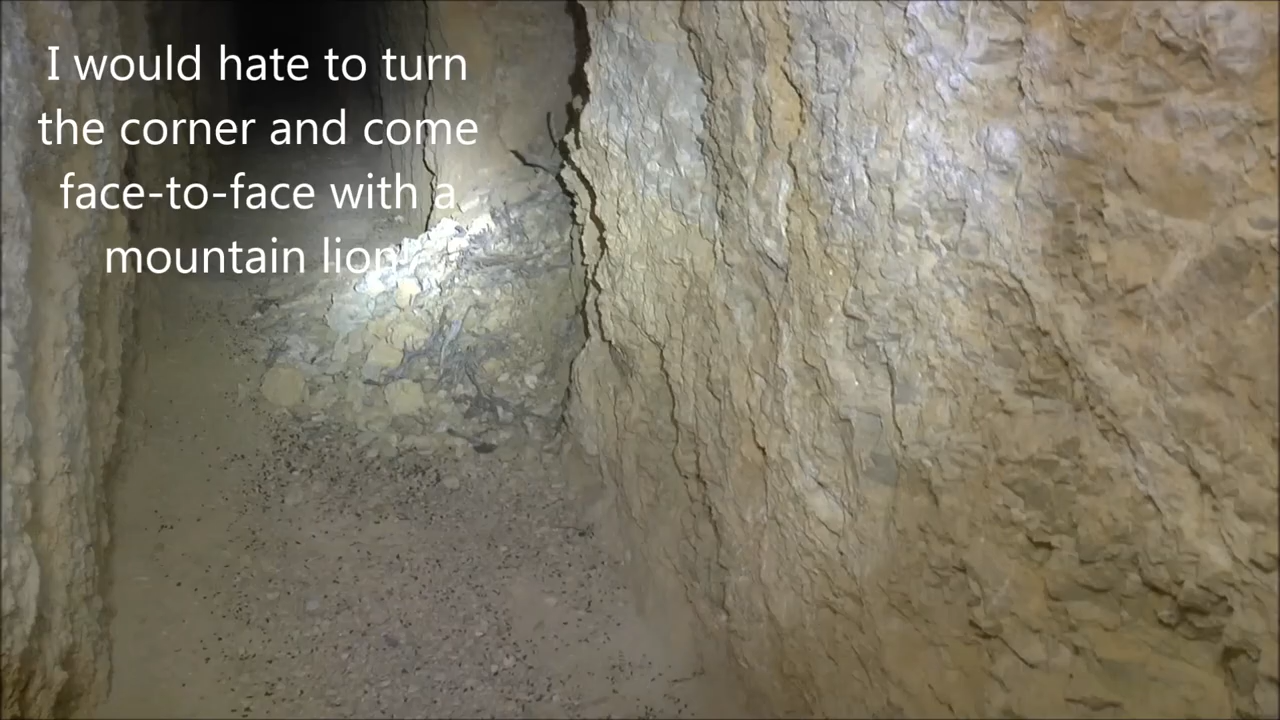 I would hate to turn
the corner and come
face-to-face with a
mountain lion!